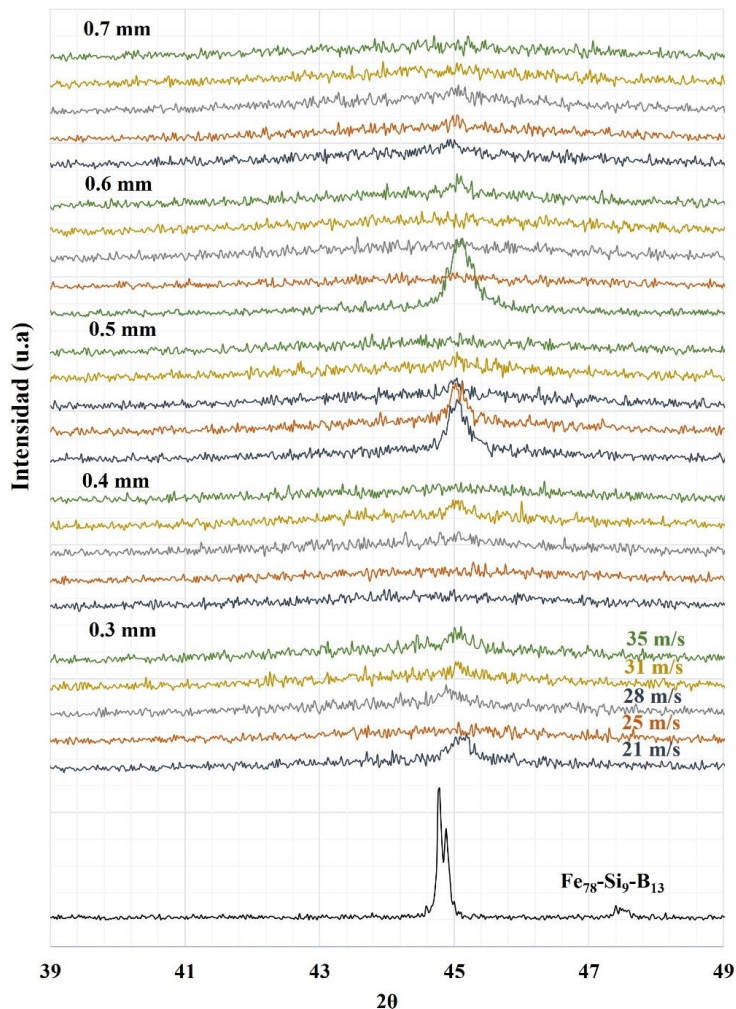 0.7 mm
0.6 mm
0.5 mm
0.4 mm
0.3 mm
35 m/s
31 m/s
28 m/s
25 m/s
21 m/s
Fe₇₈-Si₉-B₁₃
Intensidad (u.a)
39 41 43 45 47 49
2θ